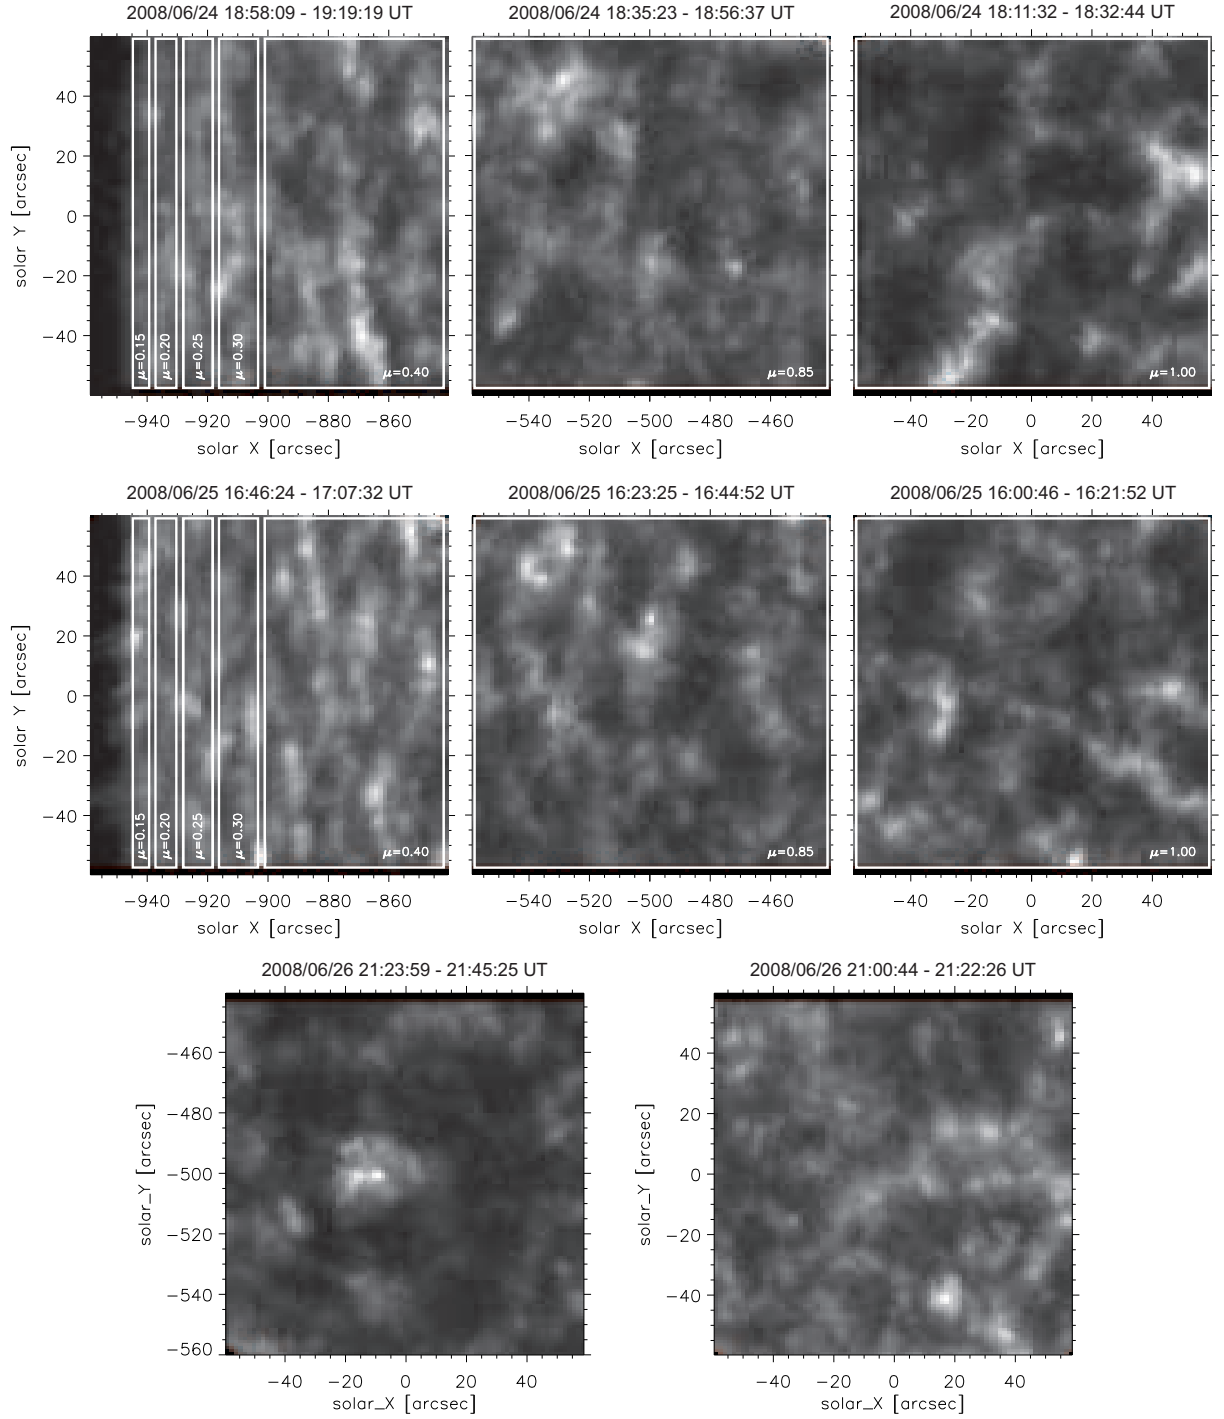 2008/06/24 18:58:09 - 19:19:19 UT
2008/06/24 18:35:23 - 18:56:37 UT
2008/06/24 18:11:32 - 18:32:44 UT
40
20
0
−20
−40
solar Y [arcsec]
μ=0.15
μ=0.20
μ=0.25
μ=0.30
μ=0.40
μ=0.85
μ=1.00
−940 −920 −900 −880 −860
−540 −520 −500 −480 −460
−40 −20 0 20 40
solar X [arcsec]
solar X [arcsec]
solar X [arcsec]
2008/06/25 16:46:24 - 17:07:32 UT
2008/06/25 16:23:25 - 16:44:52 UT
2008/06/25 16:00:46 - 16:21:52 UT
40
20
0
−20
−40
solar Y [arcsec]
μ=0.15
μ=0.20
μ=0.25
μ=0.30
μ=0.40
μ=0.85
μ=1.00
−940 −920 −900 −880 −860
−540 −520 −500 −480 −460
−40 −20 0 20 40
solar X [arcsec]
solar X [arcsec]
solar X [arcsec]
2008/06/26 21:23:59 - 21:45:25 UT
2008/06/26 21:00:44 - 21:22:26 UT
−460
−480
−500
−520
−540
−560
solar_Y [arcsec]
40
20
0
−20
−40
solar_Y [arcsec]
−40 −20 0 20 40
−40 −20 0 20 40
solar_X [arcsec]
solar_X [arcsec]